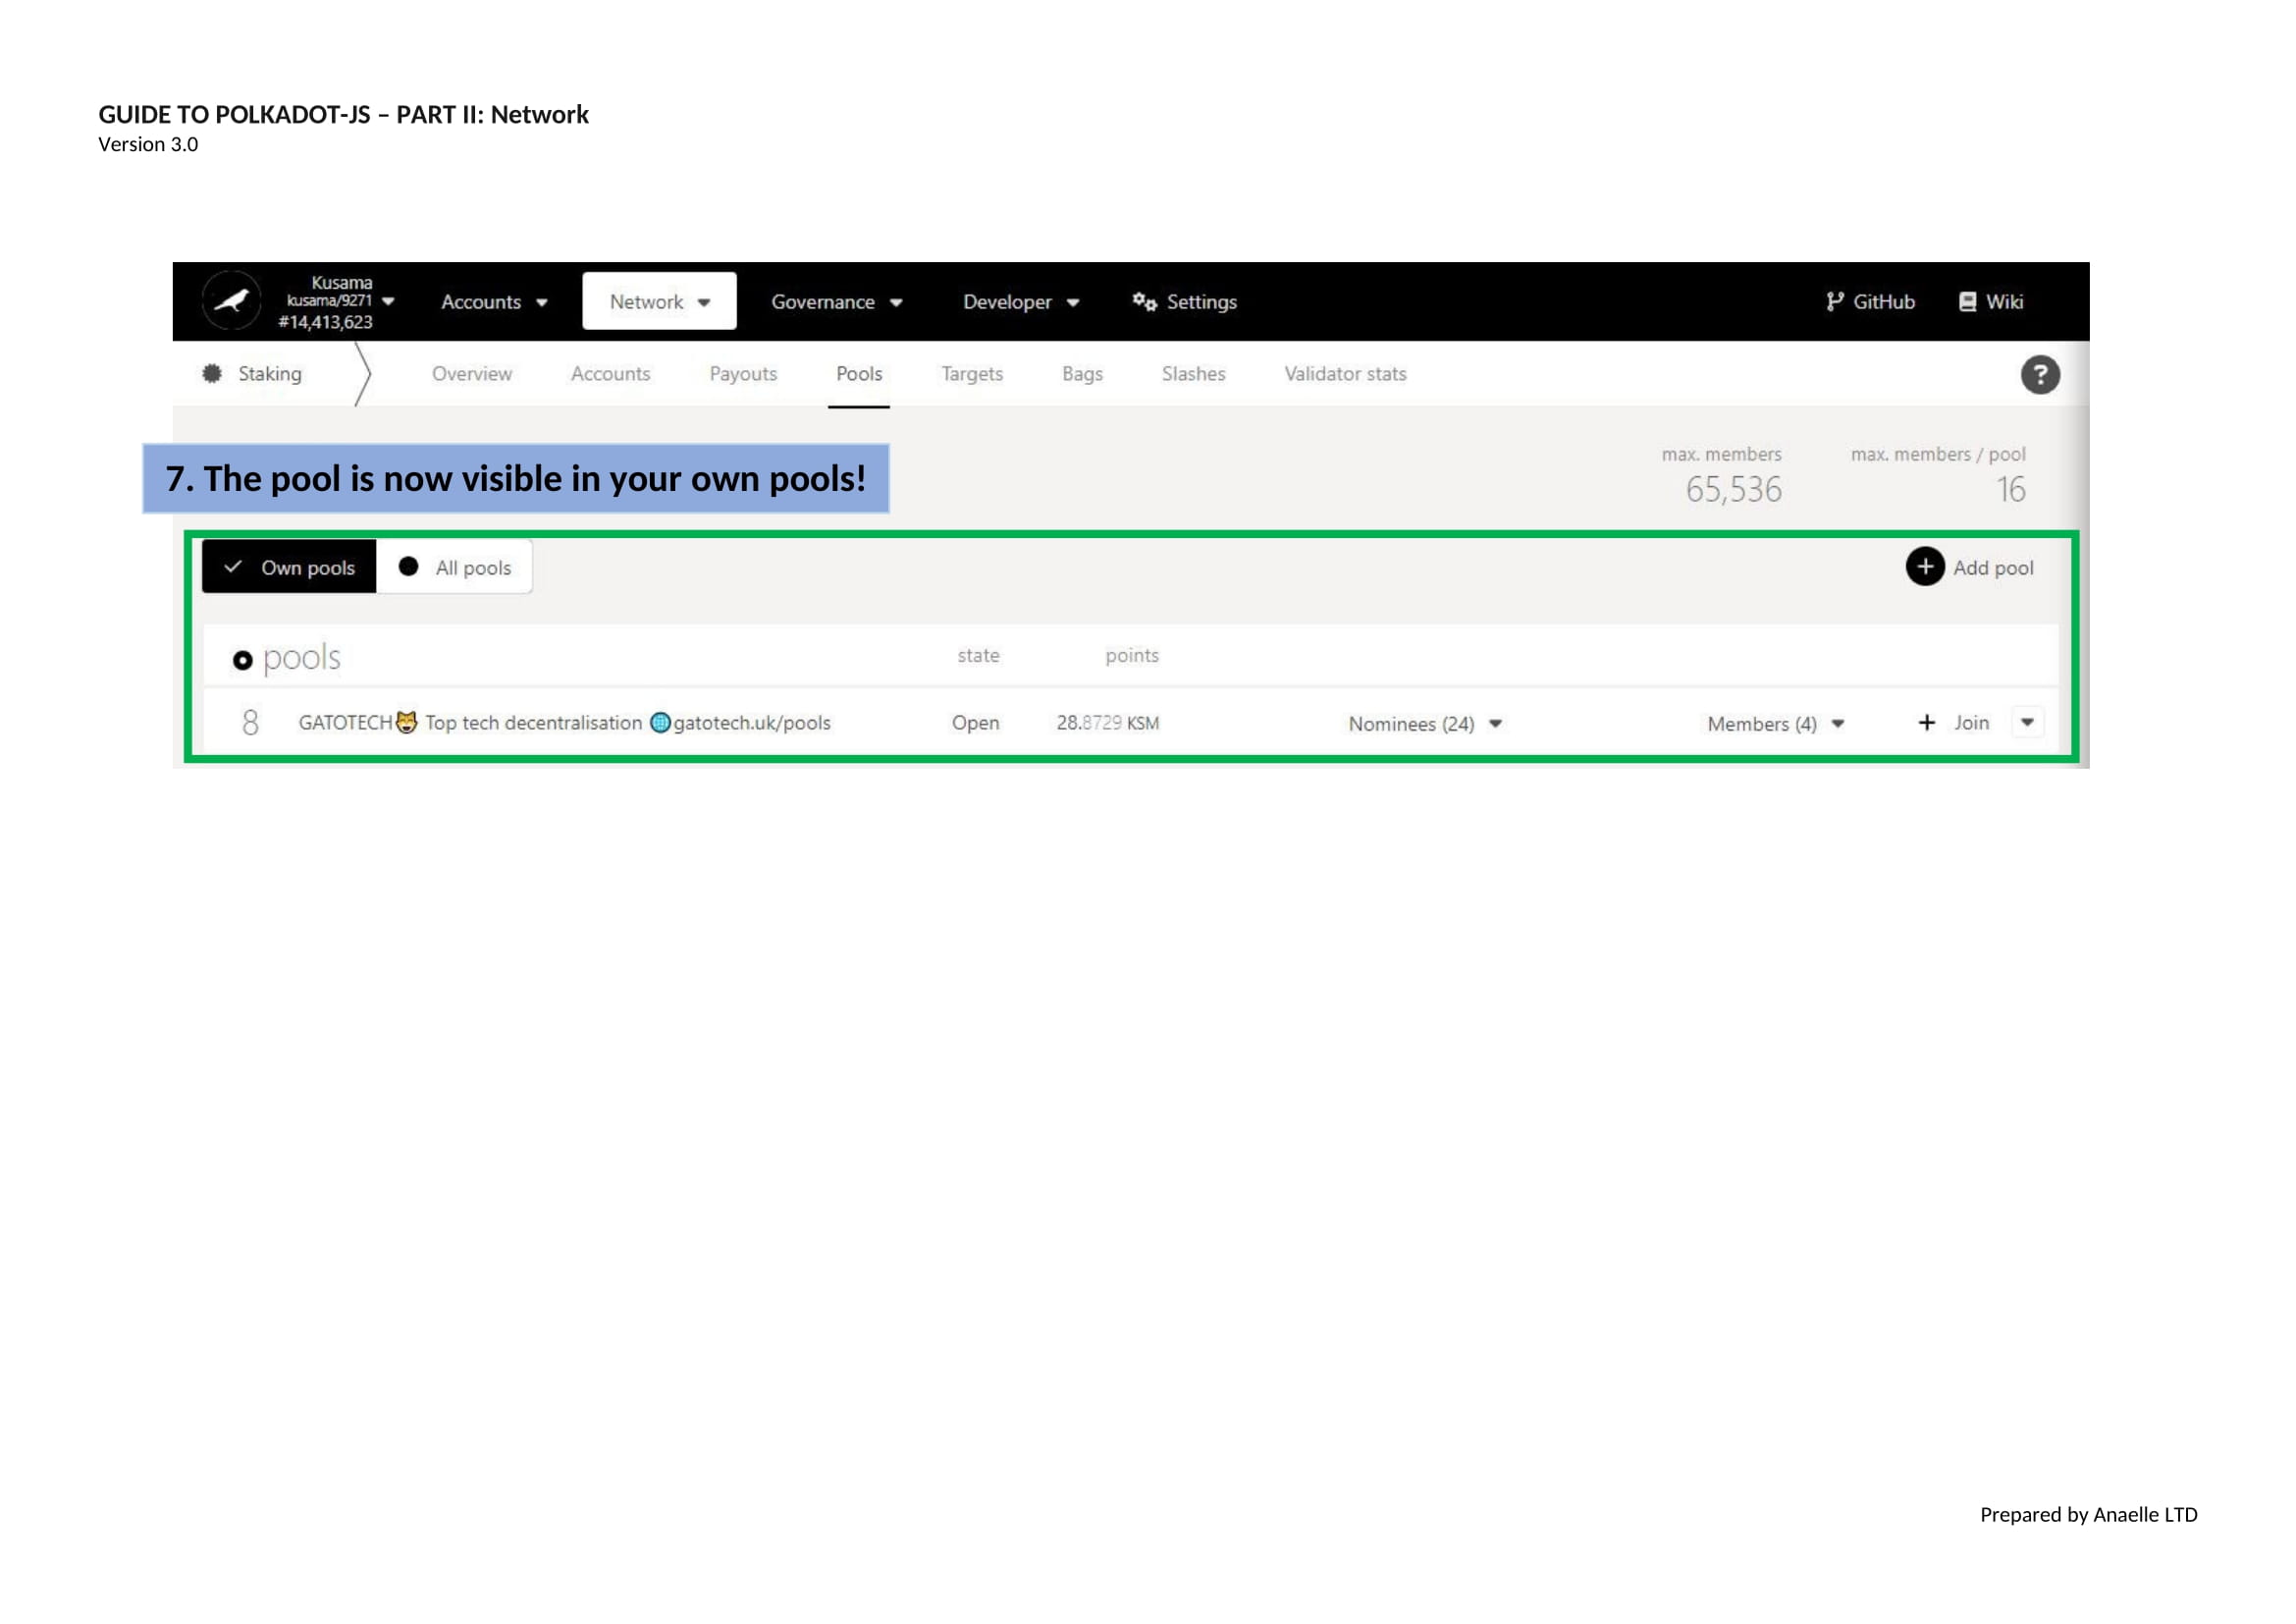 GUIDE TO POLKADOT-JS – PART II: Network
Version 3.0
Kusama
kusama/9271
#14,413,623
Accounts
Network
Governance
Developer
Settings
GitHub
Wiki
Staking
Overview
Accounts
Payouts
Pools
Targets
Bags
Slashes
Validator stats
?
7. The pool is now visible in your own pools!
max. members
65,536
max. members / pool
16
Own pools
All pools
Add pool
pools
state
points
8
GATOTECH😸 Top tech decentralisation 🌐gatotech.uk/pools
Open
28.8729 KSM
Nominees (24)
Members (4)
+ Join
Prepared by Anaelle LTD